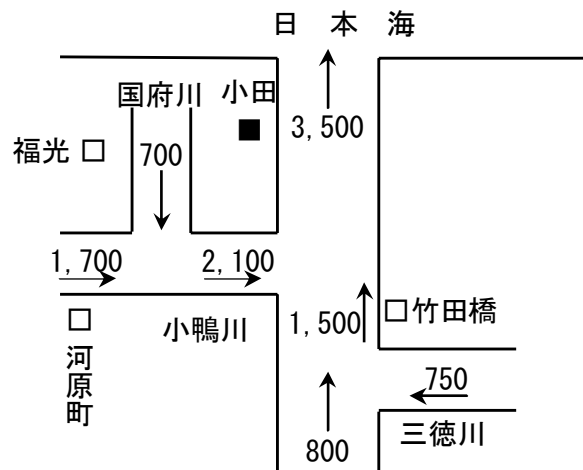 日 本 海
国府川
小田
3,500
福光
700
1,700
2,100
河原町
小鴨川
1,500
竹田橋
750
三徳川
800